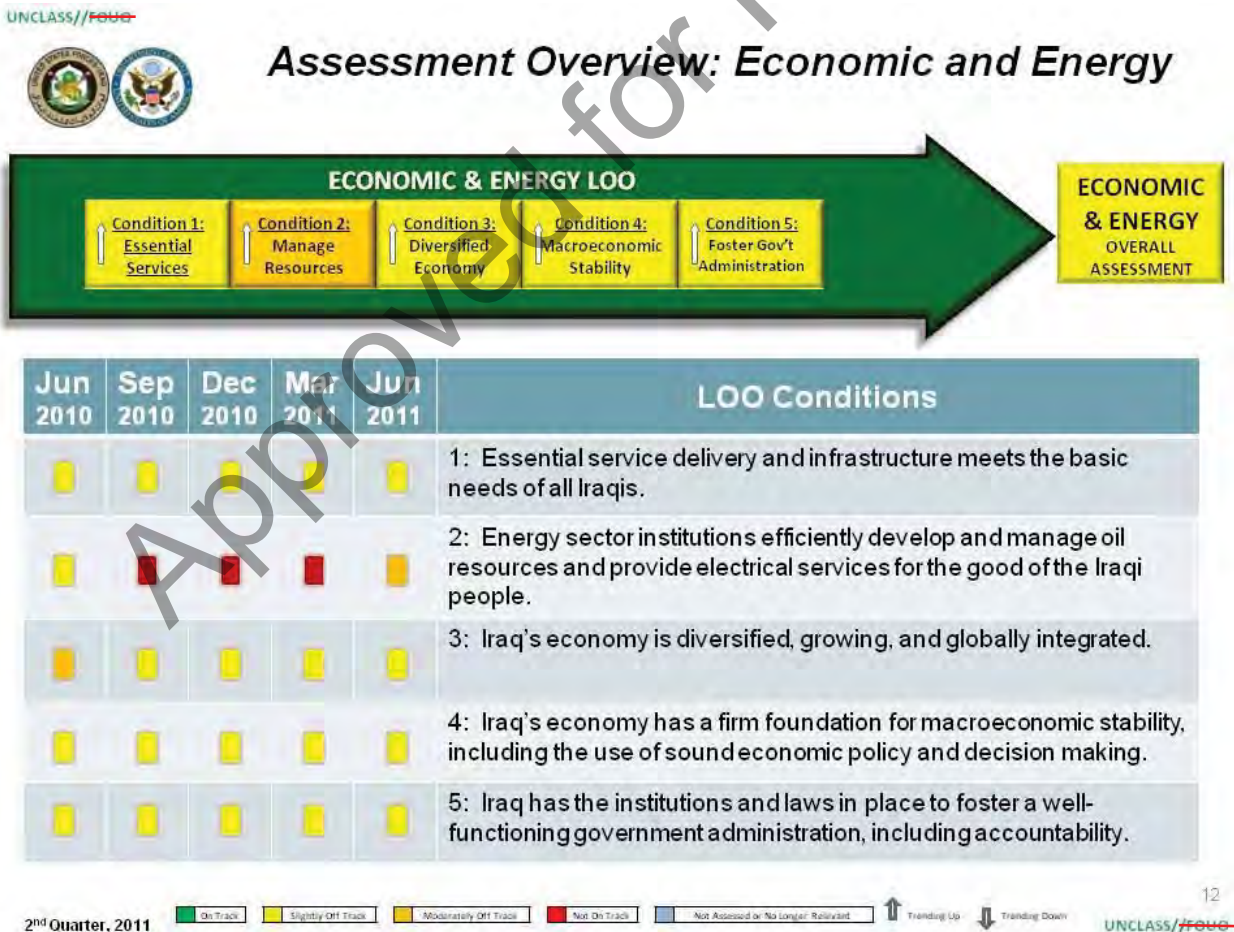 UNCLASS//FOUO
Assessment Overview: Economic and Energy
ECONOMIC & ENERGY LOO
Condition 1:
Essential
Services
Condition 2:
Manage
Resources
Condition 3:
Diversified
Economy
Condition 4:
Macroeconomic
Stability
Condition 5:
Foster Gov't
Administration
ECONOMIC
& ENERGY
OVERALL
ASSESSMENT
Jun 2010
Sep 2010
Dec 2010
Mar 2011
Jun 2011
LOO Conditions
1: Essential service delivery and infrastructure meets the basic
needs of all Iraqis.
2: Energy sector institutions efficiently develop and manage oil
resources and provide electrical services for the good of the Iraqi
people.
3: Iraq's economy is diversified, growing, and globally integrated.
4: Iraq's economy has a firm foundation for macroeconomic stability,
including the use of sound economic policy and decision making.
5: Iraq has the institutions and laws in place to foster a well-
functioning government administration, including accountability.
Approved for
2nd Quarter, 2011
On Track
Slightly Off Track
Moderately Off Track
Not On Track
Not Assessed or No Longer Relevant
Trending Up
Trending Down
12
UNCLASS//FOUO